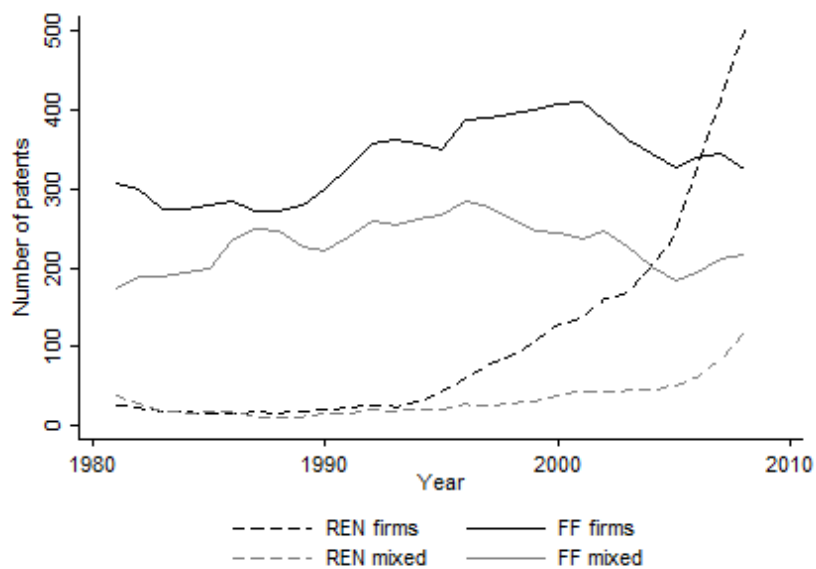 500
400
300
200
100
0
Number of patents
1980 1990 2000 2010
Year
REN firms FF firms
REN mixed FF mixed